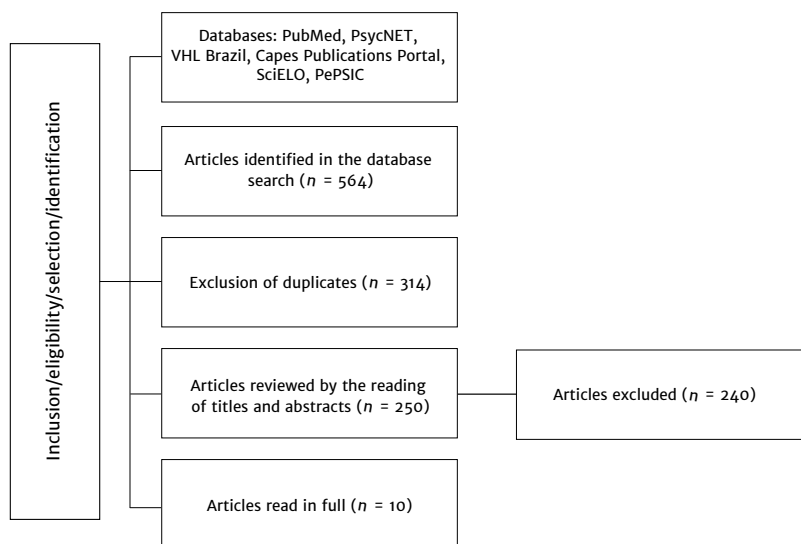 Inclusion/eligibility/selection/identification
Databases: PubMed, PsycNET,
VHL Brazil, Capes Publications Portal,
SciELO, PePSIC
Articles identified in the database
search (n = 564)
Exclusion of duplicates (n = 314)
Articles reviewed by the reading
of titles and abstracts (n = 250)
Articles excluded (n = 240)
Articles read in full (n = 10)